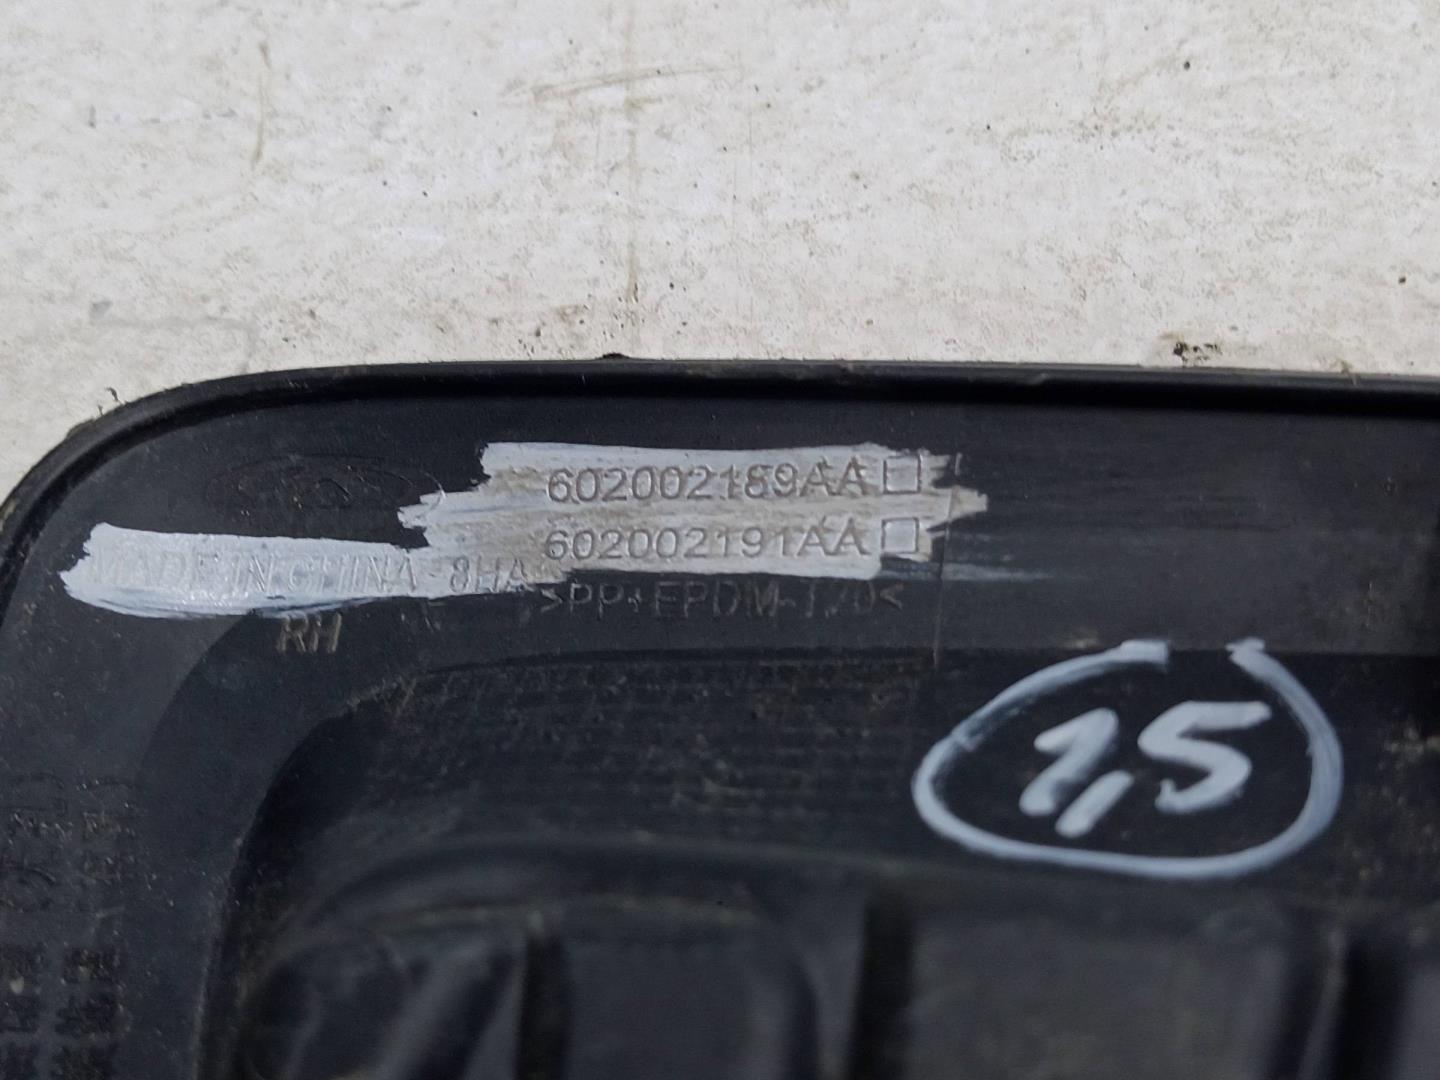 602002189AA□
602002191AA□
MADE IN CHINA 8HA
>PP+EPDM-T20<
RH
1,5